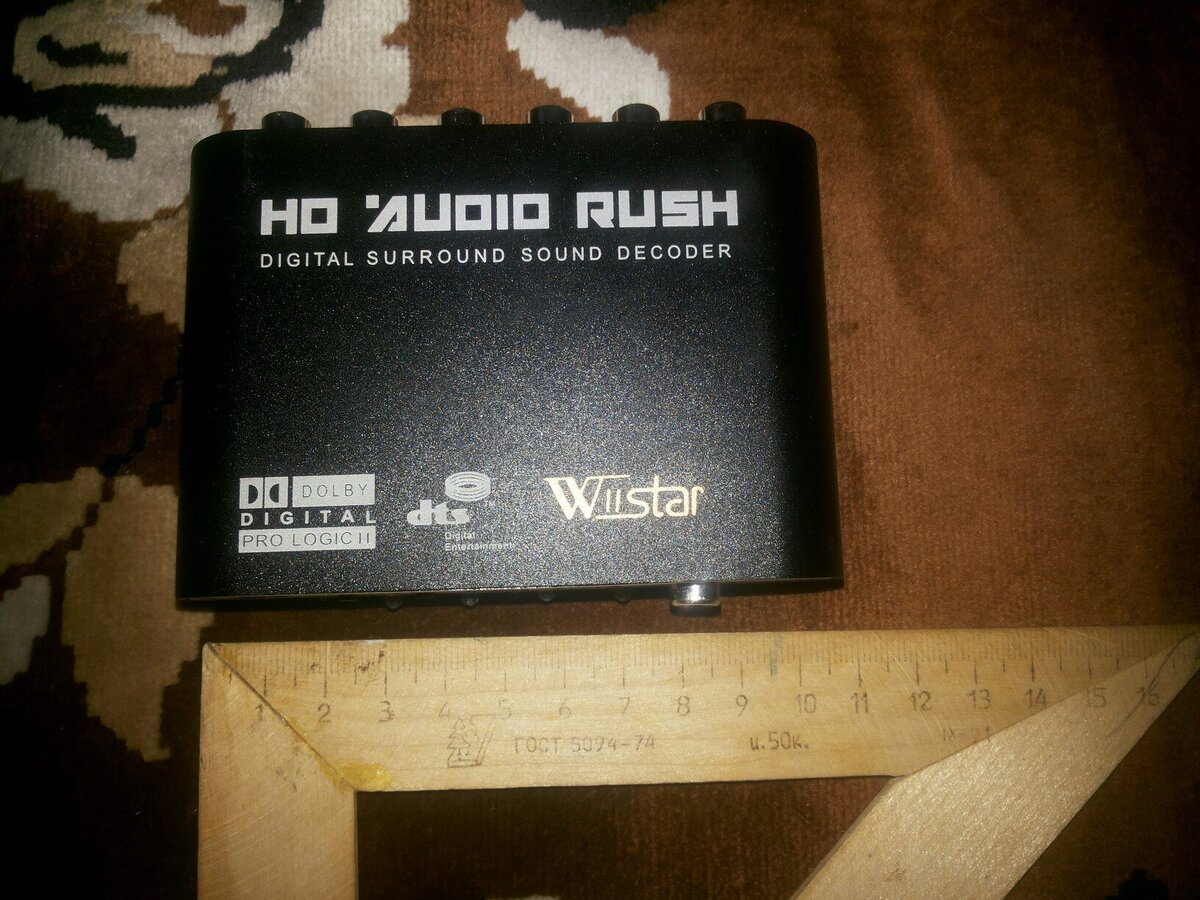 HD AUDIO RUSH
DIGITAL SURROUND SOUND DECODER
DOLBY
DIGITAL
PRO LOGIC II
dts
Digital
Entertainment
Wiistar
1 2 3 4 5 6 7 8 9 10 11 12 13 14 15 16
ГОСТ 5094-74 ц.50к.